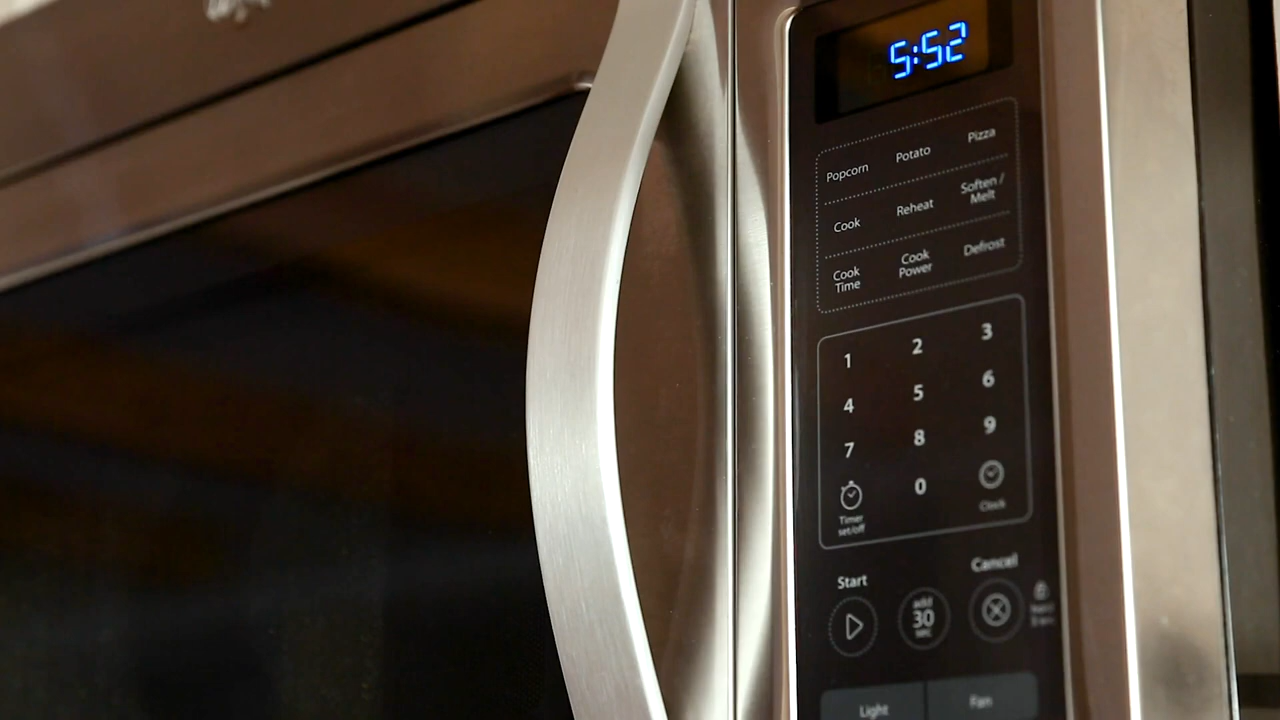 5:52
Popcorn Potato Pizza
Cook Reheat Soften /
Melt
Cook Time Cook Power Defrost
1 2 3
4 5 6
7 8 9
0
Timer set/off Clock
Start Cancel
add
30
sec
Light Fan